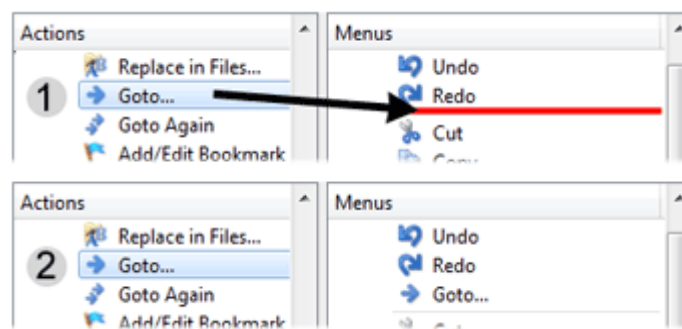 Actions
Menus
Replace in Files...
Undo
1
Goto...
Redo
Goto Again
Cut
Add/Edit Bookmark
Copy
Actions
Menus
Replace in Files...
Undo
2
Goto...
Redo
Goto Again
Goto...
Add/Edit Bookmark